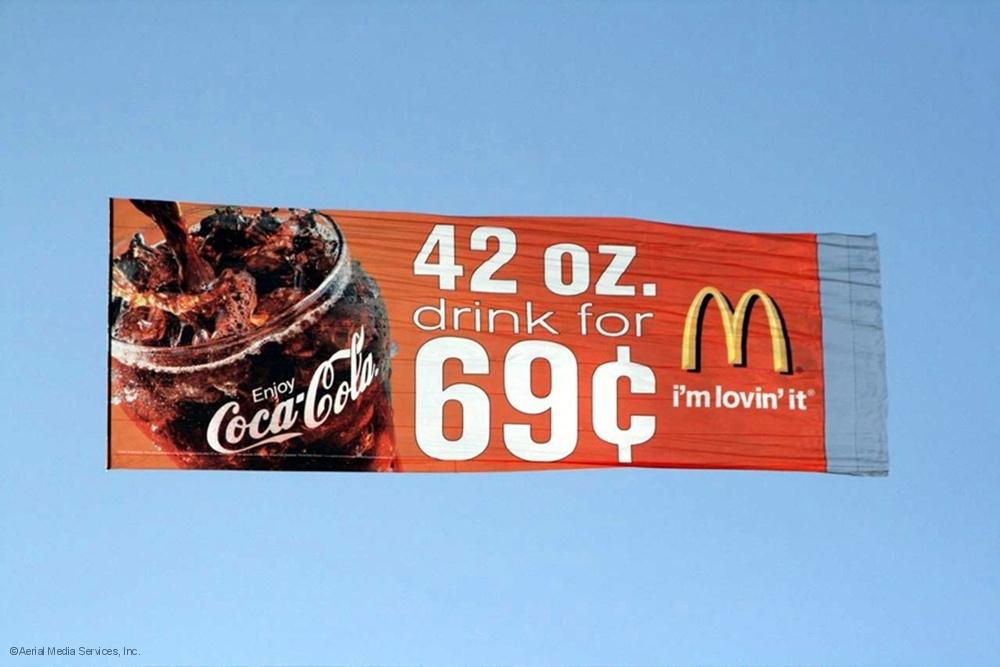 Enjoy
Coca-Cola
42 oz.
drink for
69¢
i'm lovin' it®
©Aerial Media Services, Inc.